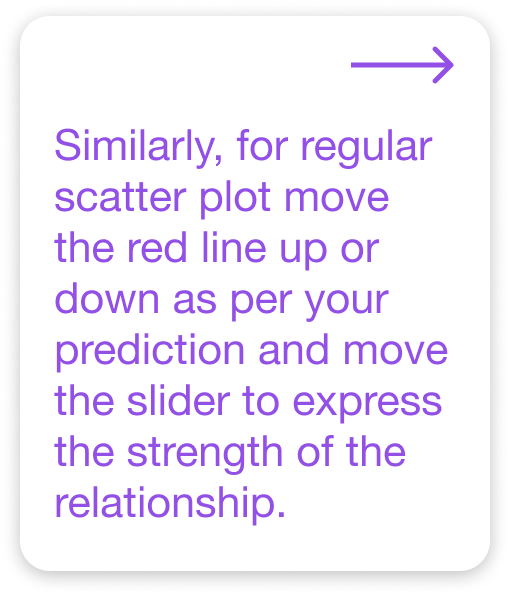 Similarly, for regular
scatter plot move
the red line up or
down as per your
prediction and move
the slider to express
the strength of the
relationship.